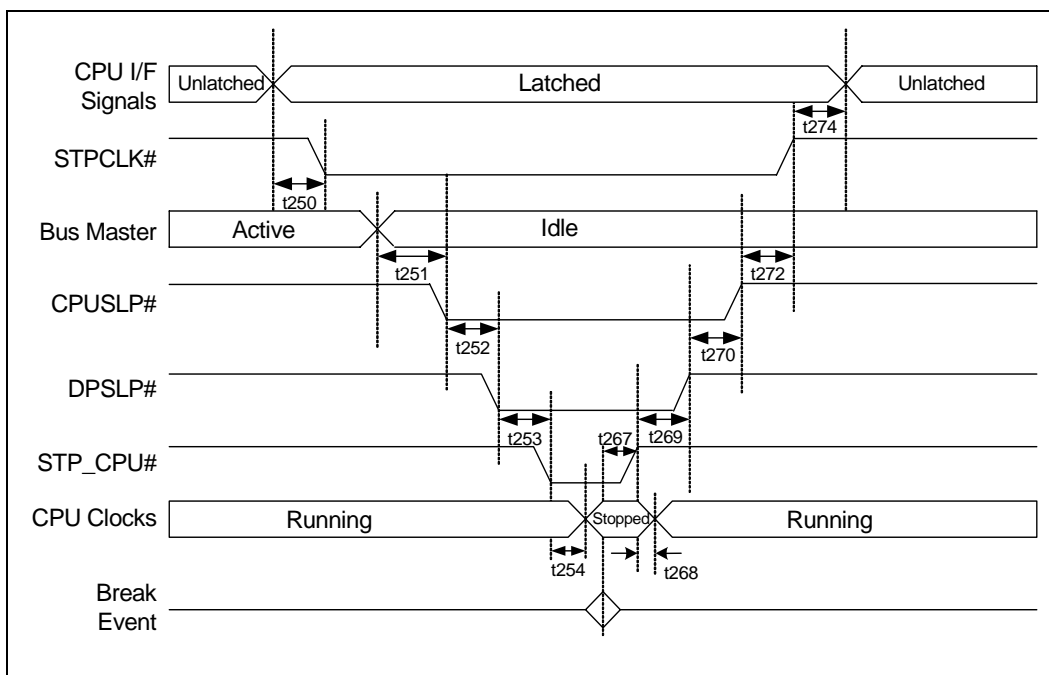 CPU I/F
Signals
Unlatched
Latched
Unlatched
t274
STPCLK#
t250
Bus Master
Active
Idle
t251
t272
CPUSLP#
t252
t270
DPSLP#
t253
t267
t269
STP_CPU#
CPU Clocks
Running
Stopped
Running
t254
t268
Break
Event